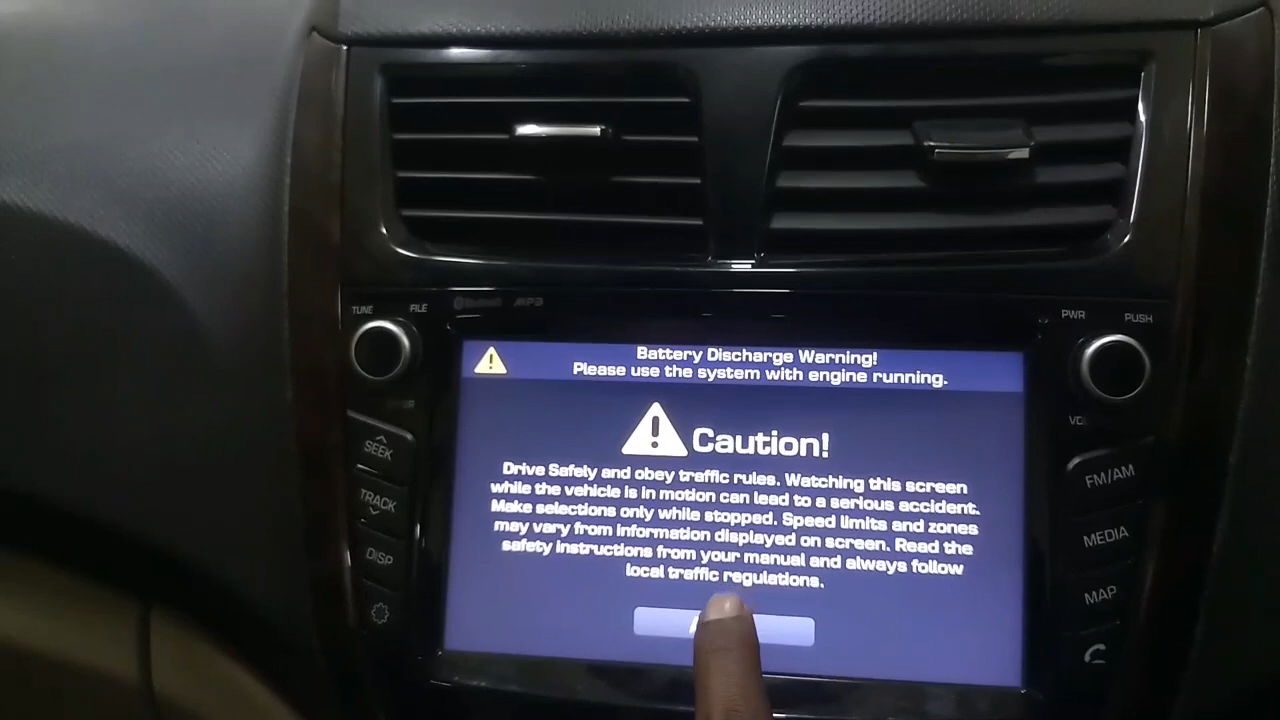 TUNE FILE
Bluetooth MP3
PWR PUSH
Battery Discharge Warning!
Please use the system with engine running.
Caution!
Drive Safely and obey traffic rules. Watching this screen
while the vehicle is in motion can lead to a serious accident.
Make selections only while stopped. Speed limits and zones
may vary from information displayed on screen. Read the
safety instructions from your manual and always follow
local traffic regulations.
SEEK
TRACK
DISP
FM/AM
MEDIA
MAP